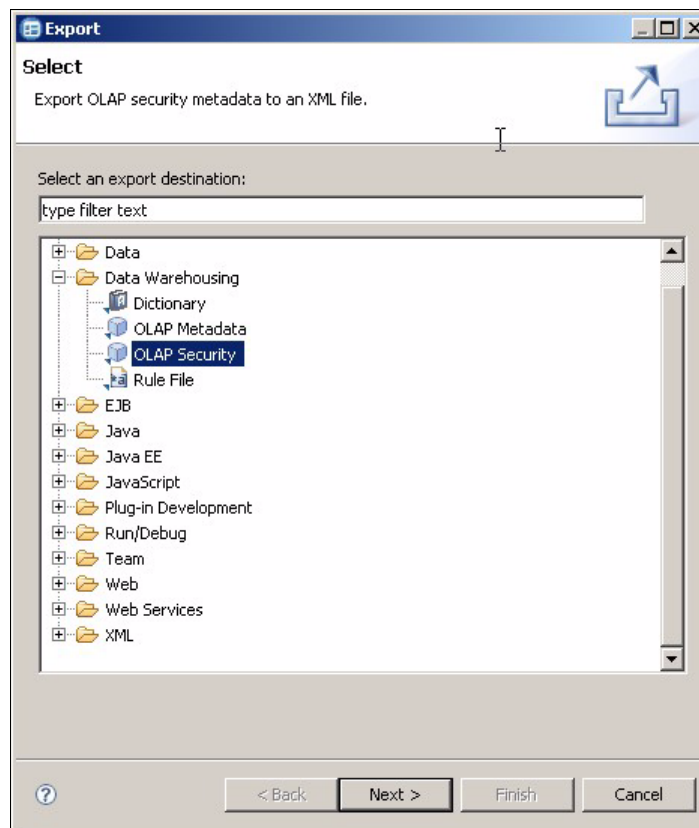 Export
Select
Export OLAP security metadata to an XML file.
Select an export destination:
type filter text
Data
Data Warehousing
Dictionary
OLAP Metadata
OLAP Security
Rule File
EJB
Java
Java EE
JavaScript
Plug-in Development
Run/Debug
Team
Web
Web Services
XML
? < Back Next > Finish Cancel